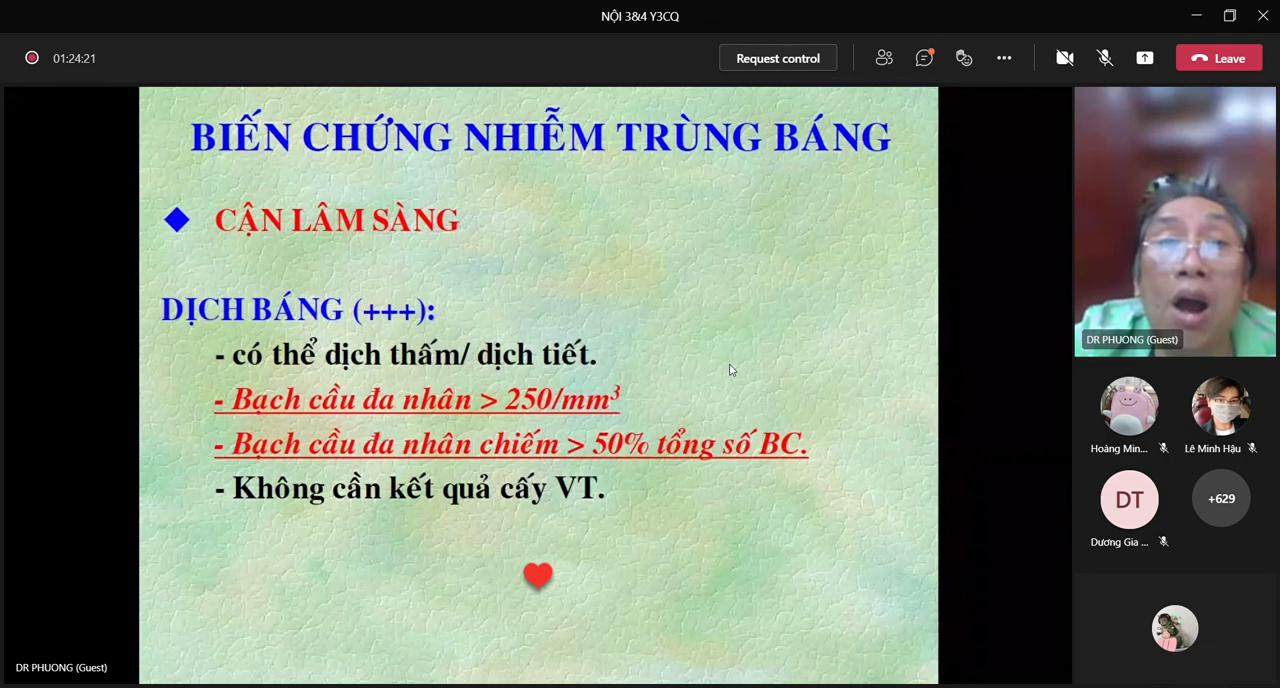 NỘI 3&4 Y3CQ
01:24:21
Request control
Leave
BIẾN CHỨNG NHIỄM TRÙNG BÁNG
CẬN LÂM SÀNG
DỊCH BÁNG (+++):
- có thể dịch thấm/ dịch tiết.
- Bạch cầu đa nhân > 250/mm³
- Bạch cầu đa nhân chiếm > 50% tổng số BC.
- Không cần kết quả cấy VT.
DR PHUONG (Guest)
DR PHUONG (Guest)
Hoàng Min...
Lê Minh Hậu
DT
+629
Dương Gia ...